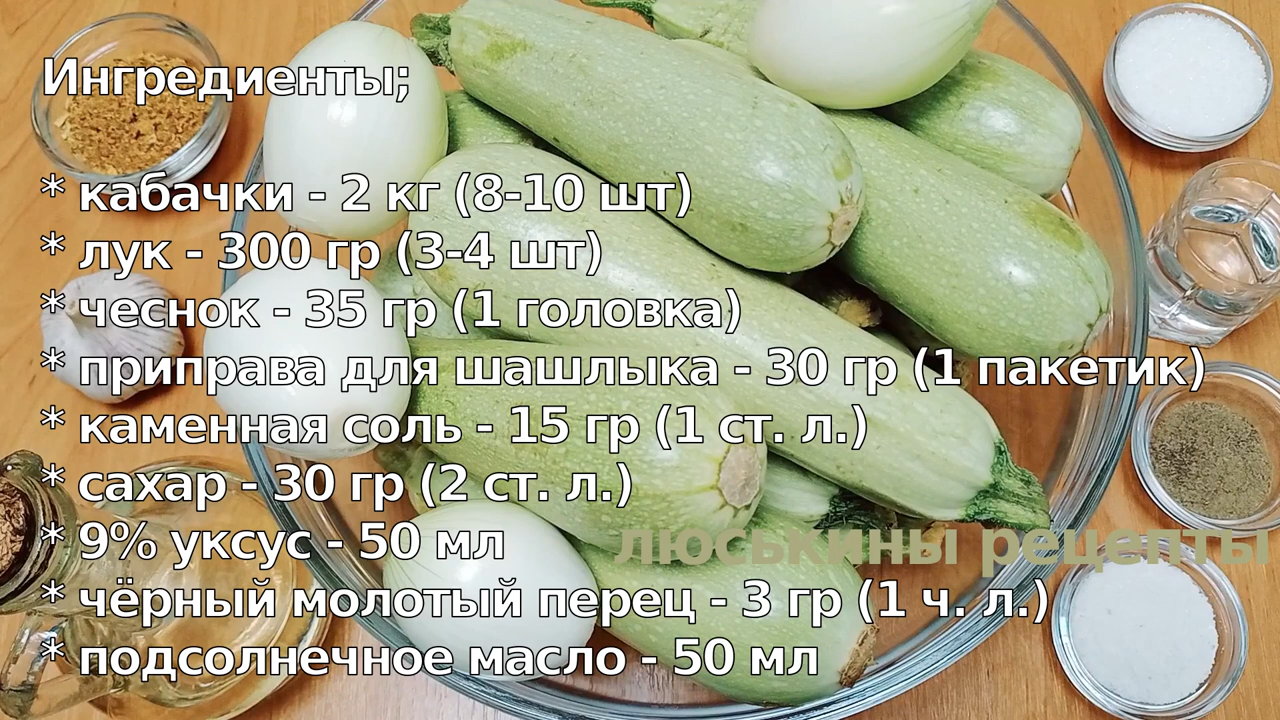 Ингредиенты;
* кабачки - 2 кг (8-10 шт)
* лук - 300 гр (3-4 шт)
* чеснок - 35 гр (1 головка)
* приправа для шашлыка - 30 гр (1 пакетик)
* каменная соль - 15 гр (1 ст. л.)
* сахар - 30 гр (2 ст. л.)
* 9% уксус - 50 мл
люськины рецепты
* чёрный молотый перец - 3 гр (1 ч. л.)
* подсолнечное масло - 50 мл